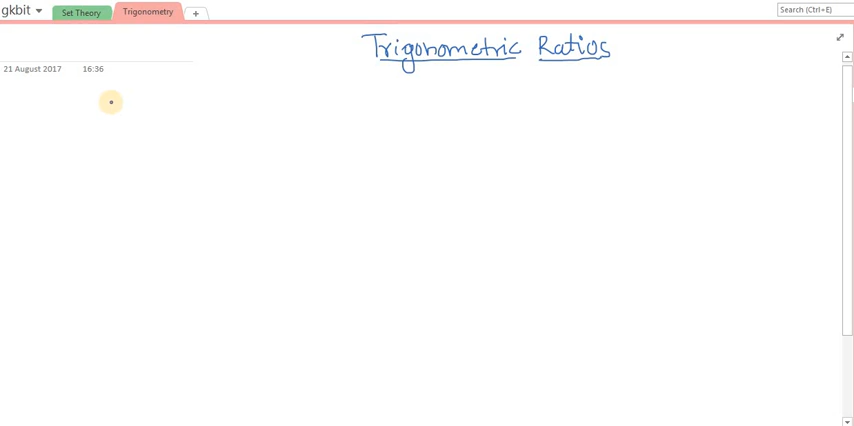 gkbit Set Theory Trigonometry + Search (Ctrl+E)
Trigonometric Ratios
21 August 2017 16:36